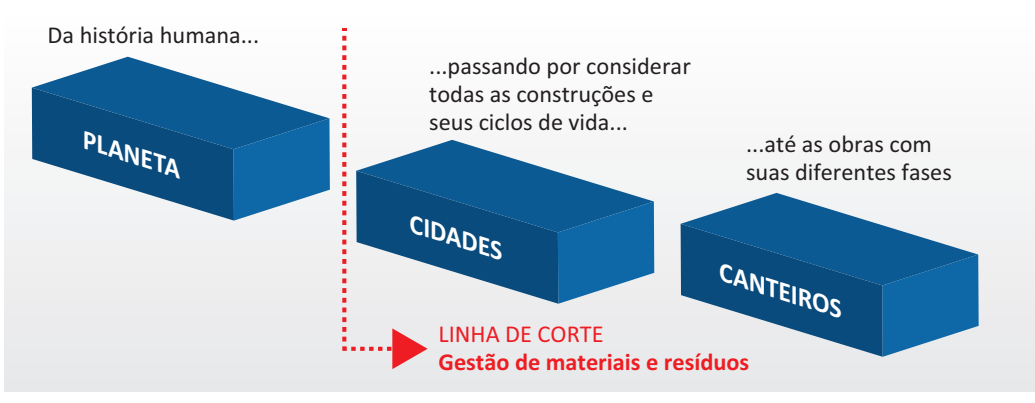 Da história humana...
PLANETA
...passando por considerar
todas as construções e
seus ciclos de vida...
CIDADES
...até as obras com
suas diferentes fases
CANTEIROS
LINHA DE CORTE
Gestão de materiais e resíduos